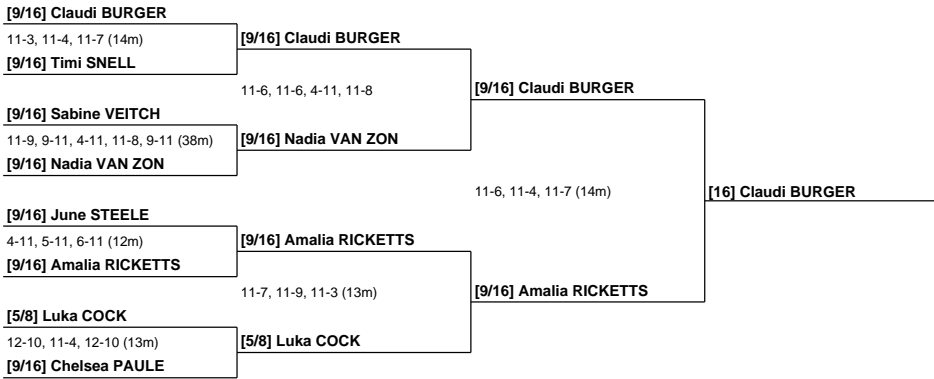 [9/16] Claudi BURGER
11-3, 11-4, 11-7 (14m)
[9/16] Timi SNELL
[9/16] Claudi BURGER
11-6, 11-6, 4-11, 11-8
[9/16] Sabine VEITCH
11-9, 9-11, 4-11, 11-8, 9-11 (38m)
[9/16] Nadia VAN ZON
[9/16] Nadia VAN ZON
[9/16] Claudi BURGER
11-6, 11-4, 11-7 (14m)
[16] Claudi BURGER
[9/16] June STEELE
4-11, 5-11, 6-11 (12m)
[9/16] Amalia RICKETTS
[9/16] Amalia RICKETTS
11-7, 11-9, 11-3 (13m)
[9/16] Amalia RICKETTS
[5/8] Luka COCK
12-10, 11-4, 12-10 (13m)
[9/16] Chelsea PAULE
[5/8] Luka COCK